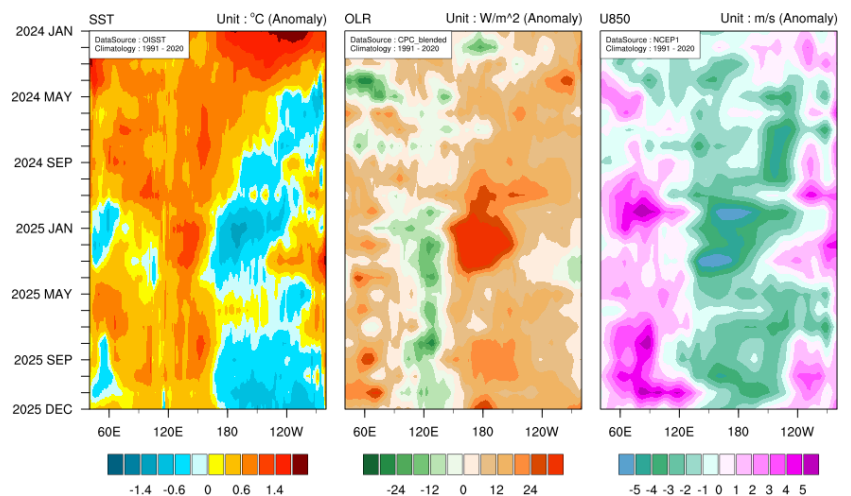 SST Unit : °C (Anomaly)
DataSource : OISST
Climatology : 1991 - 2020
2024 JAN
2024 MAY
2024 SEP
2025 JAN
2025 MAY
2025 SEP
2025 DEC
60E 120E 180 120W
-1.4 -0.6 0 0.6 1.4
OLR Unit : W/m^2 (Anomaly)
DataSource : CPC_blended
Climatology : 1991 - 2020
60E 120E 180 120W
-24 -12 0 12 24
U850 Unit : m/s (Anomaly)
DataSource : NCEP1
Climatology : 1991 - 2020
60E 120E 180 120W
-5 -4 -3 -2 -1 0 1 2 3 4 5